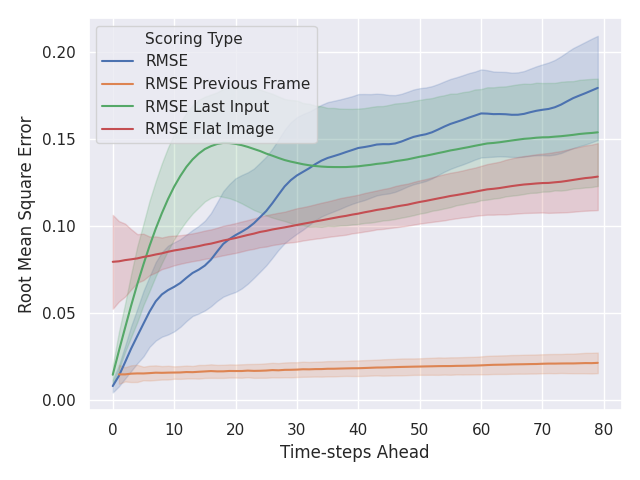 Scoring Type
RMSE
RMSE Previous Frame
RMSE Last Input
RMSE Flat Image
Root Mean Square Error
0.20
0.15
0.10
0.05
0.00
0 10 20 30 40 50 60 70 80
Time-steps Ahead